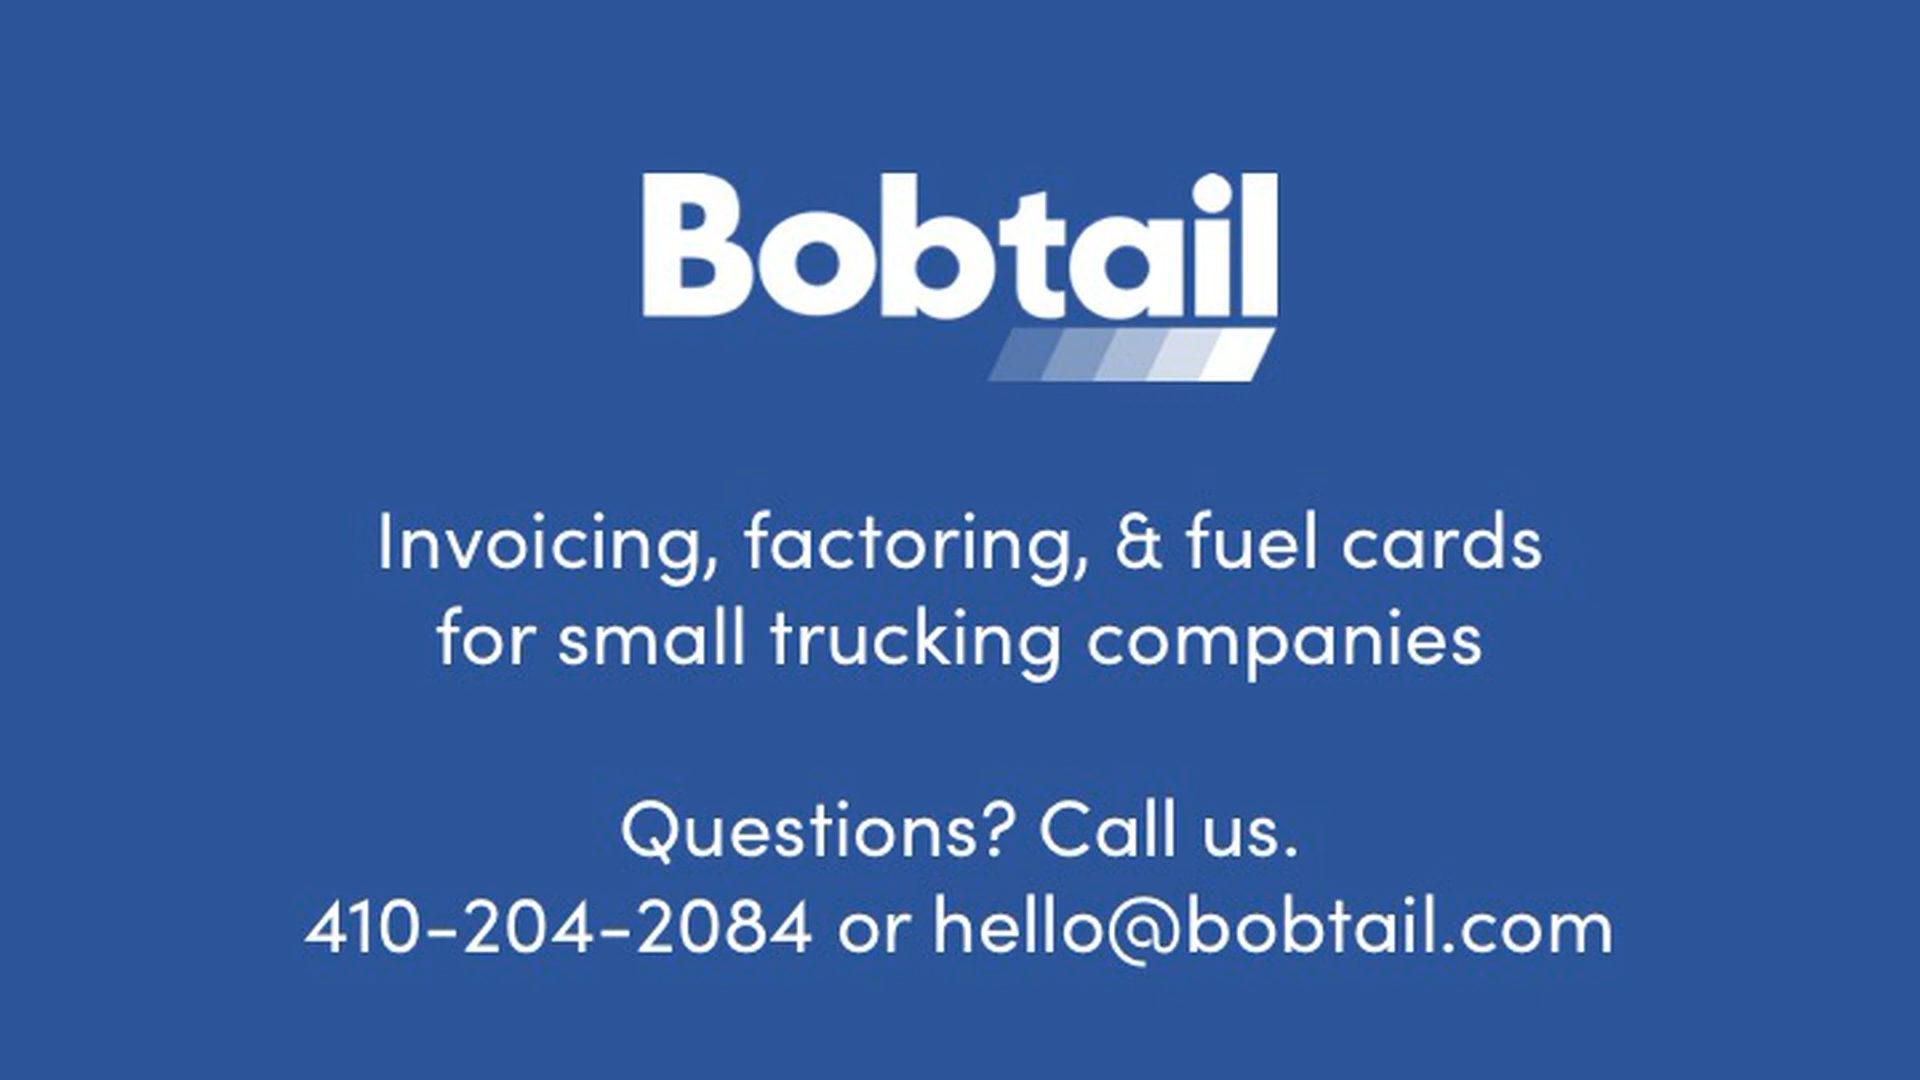 Bobtail
Invoicing, factoring, & fuel cards
for small trucking companies
Questions? Call us.
410-204-2084 or hello@bobtail.com